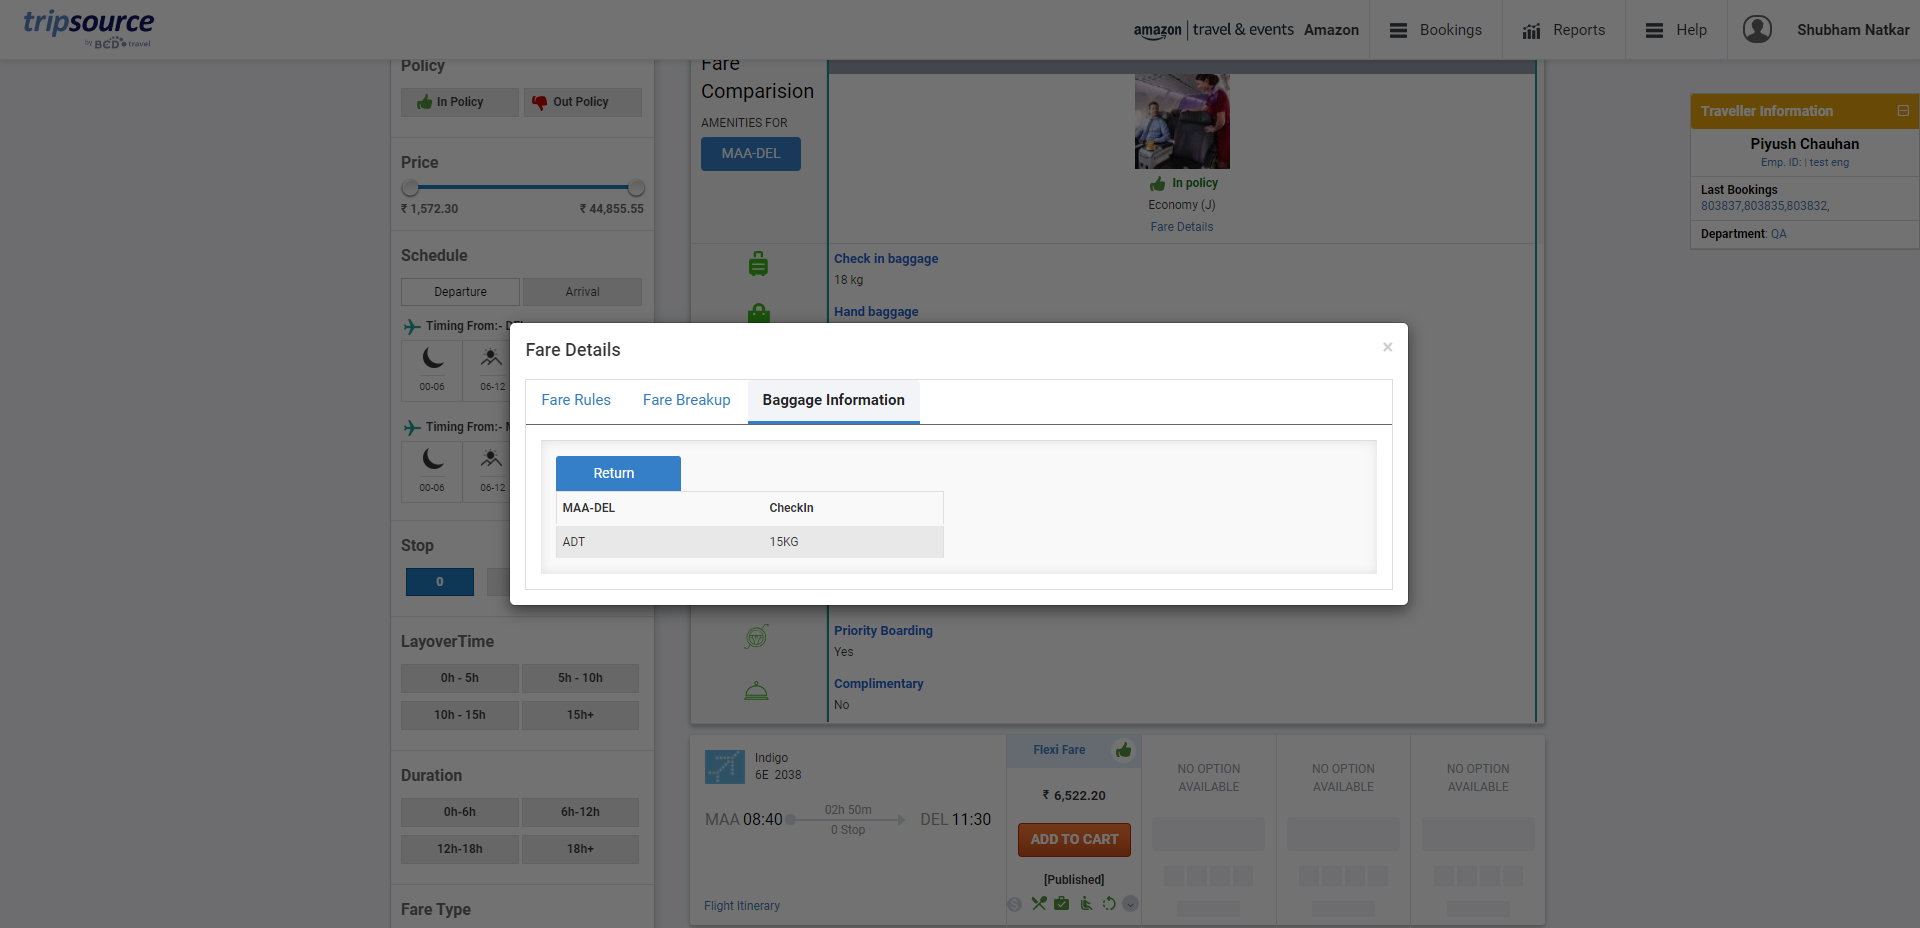 tripsource
by BCD travel
amazon | travel & events Amazon
Bookings
Reports
Help
Shubham Natkar
Policy
In Policy
Out Policy
Price
₹ 1,572.30
₹ 44,855.55
Schedule
Departure
Arrival
Timing From:-
00-06
06-12
Timing From:-
00-06
06-12
Stop
0
LayoverTime
0h - 5h
5h - 10h
10h - 15h
15h+
Duration
0h-6h
6h-12h
12h-18h
18h+
Fare Type
Fare
Comparision
AMENITIES FOR
MAA-DEL
In policy
Economy (J)
Fare Details
Check in baggage
18 kg
Hand baggage
Fare Details
×
Fare Rules
Fare Breakup
Baggage Information
Return
MAA-DEL
CheckIn
ADT
15KG
Priority Boarding
Yes
Complimentary
No
Indigo
6E 2038
MAA 08:40
02h 50m
0 Stop
DEL 11:30
Flight Itinerary
Flexi Fare
₹ 6,522.20
ADD TO CART
[Published]
NO OPTION
AVAILABLE
NO OPTION
AVAILABLE
NO OPTION
AVAILABLE
Traveller Information
Piyush Chauhan
Emp. ID: | test eng
Last Bookings
803837,803835,803832,
Department: QA